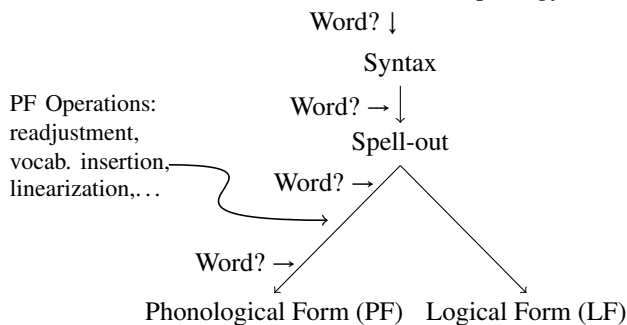 Word? ↓
Syntax
Word? →
PF Operations:
readjustment,
vocab. insertion,
linearization,...
Spell-out
Word? →
Word? →
Phonological Form (PF) Logical Form (LF)